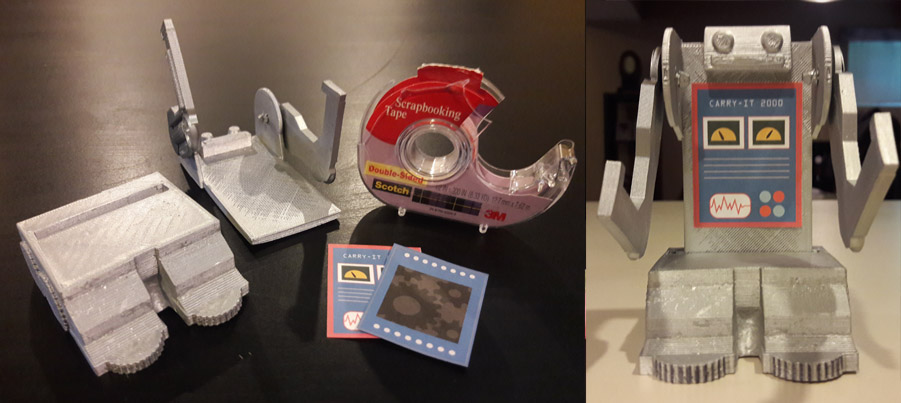 Scrapbooking
Tape
Double-Sided
Scotch
3M
CARRY-IT
CARRY-IT 2000